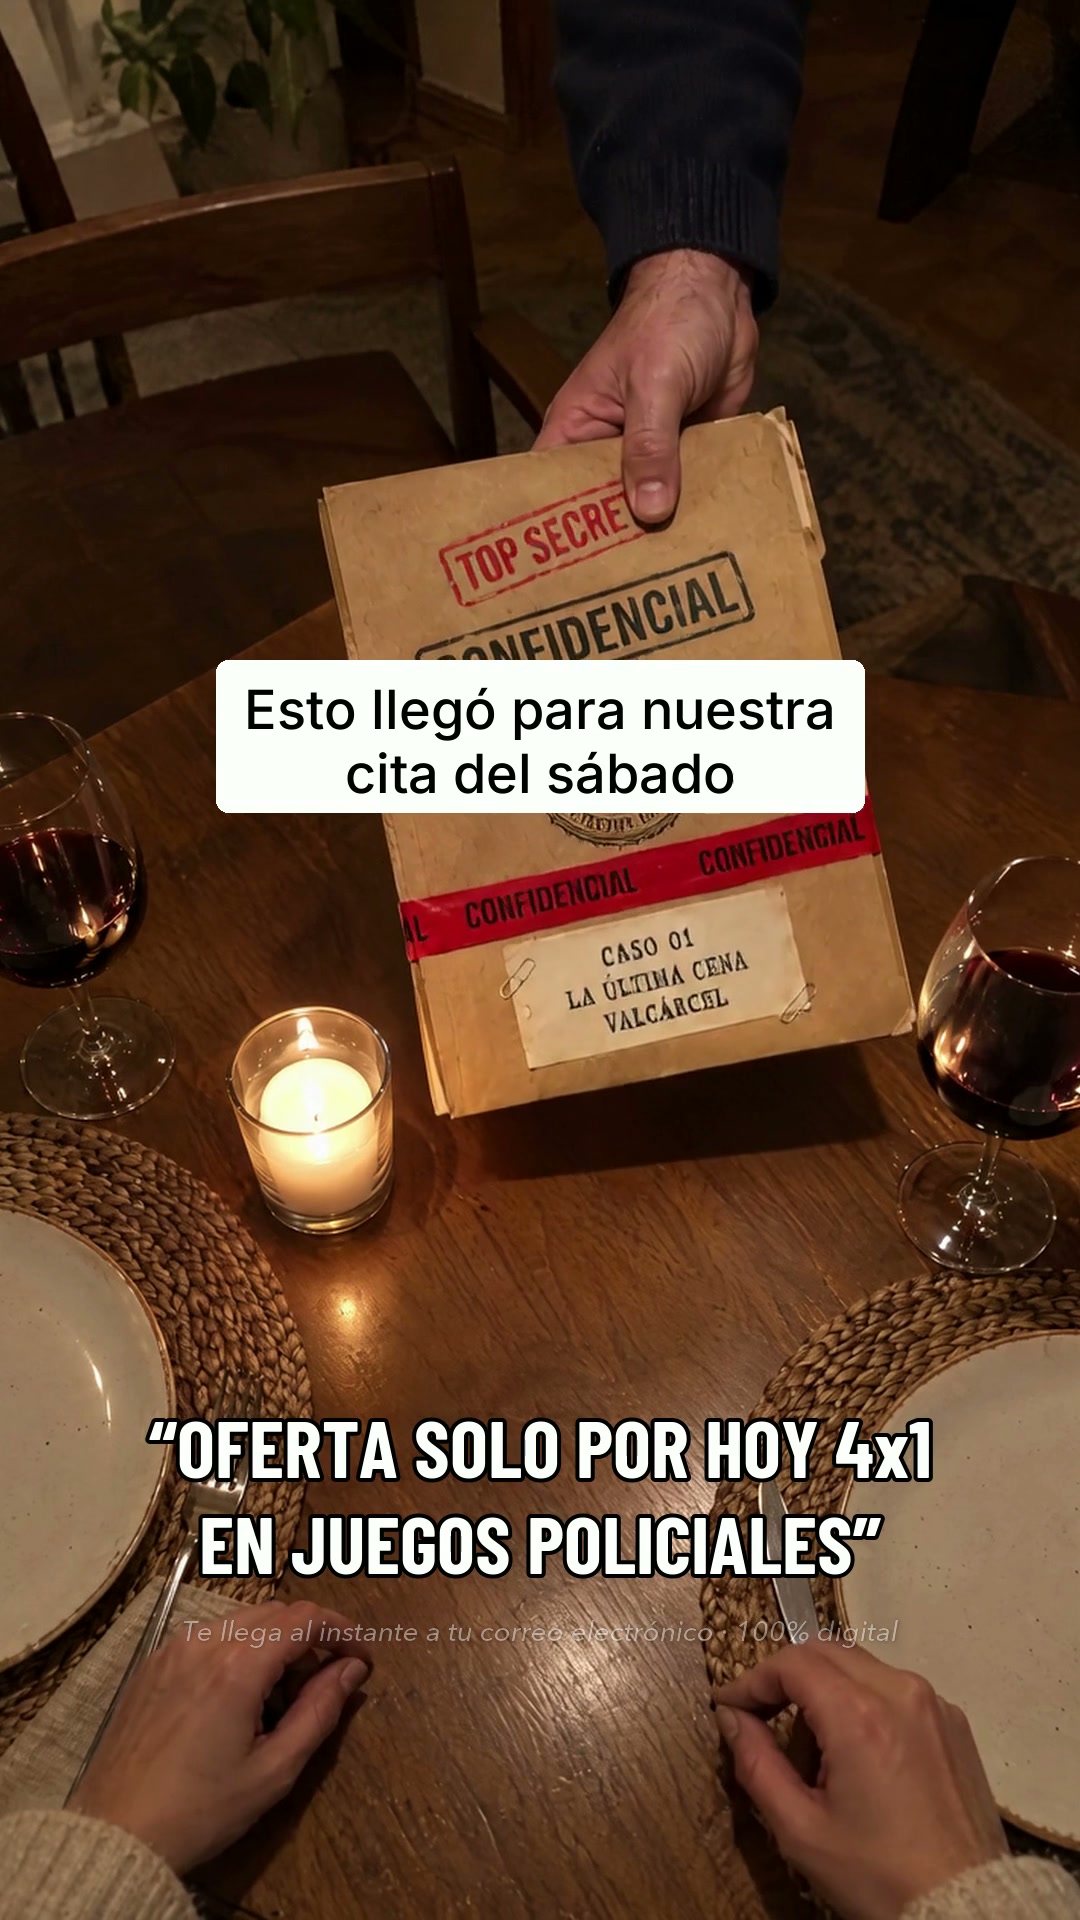 TOP SECRE
CONFIDENCIAL
Esto llegó para nuestra
cita del sábado
CONFIDENCIAL CONFIDENCIAL
CASO 01
LA ÚLTIMA CENA
VALCÁRCEL
“OFERTA SOLO POR HOY 4x1
EN JUEGOS POLICIALES”
Te llega al instante a tu correo electrónico · 100% digital